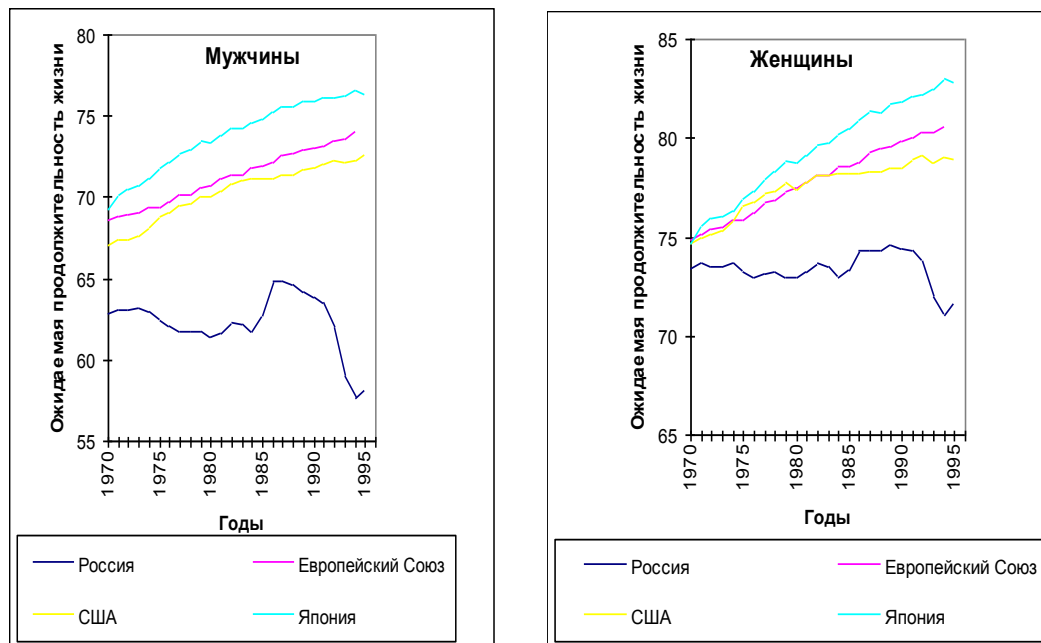 Мужчины
Ожидаемая продолжительность жизни
80
75
70
65
60
55
1970
1975
1980
1985
1990
1995
Годы
Россия
Европейский Союз
США
Япония
Женщины
Ожидаемая продолжительность жизни
85
80
75
70
65
1970
1975
1980
1985
1990
1995
Годы
Россия
Европейский Союз
США
Япония